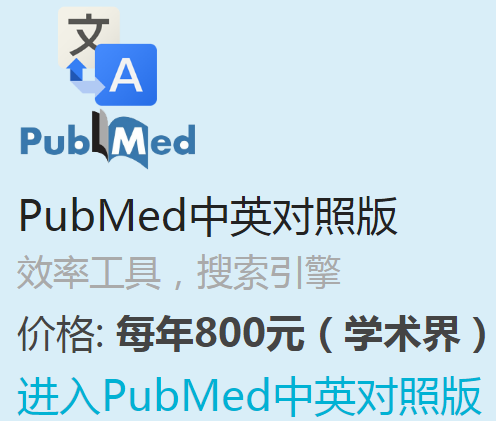 文
A
PubMed
PubMed中英对照版
效率工具，搜索引擎
价格: 每年800元（学术界）
进入PubMed中英对照版